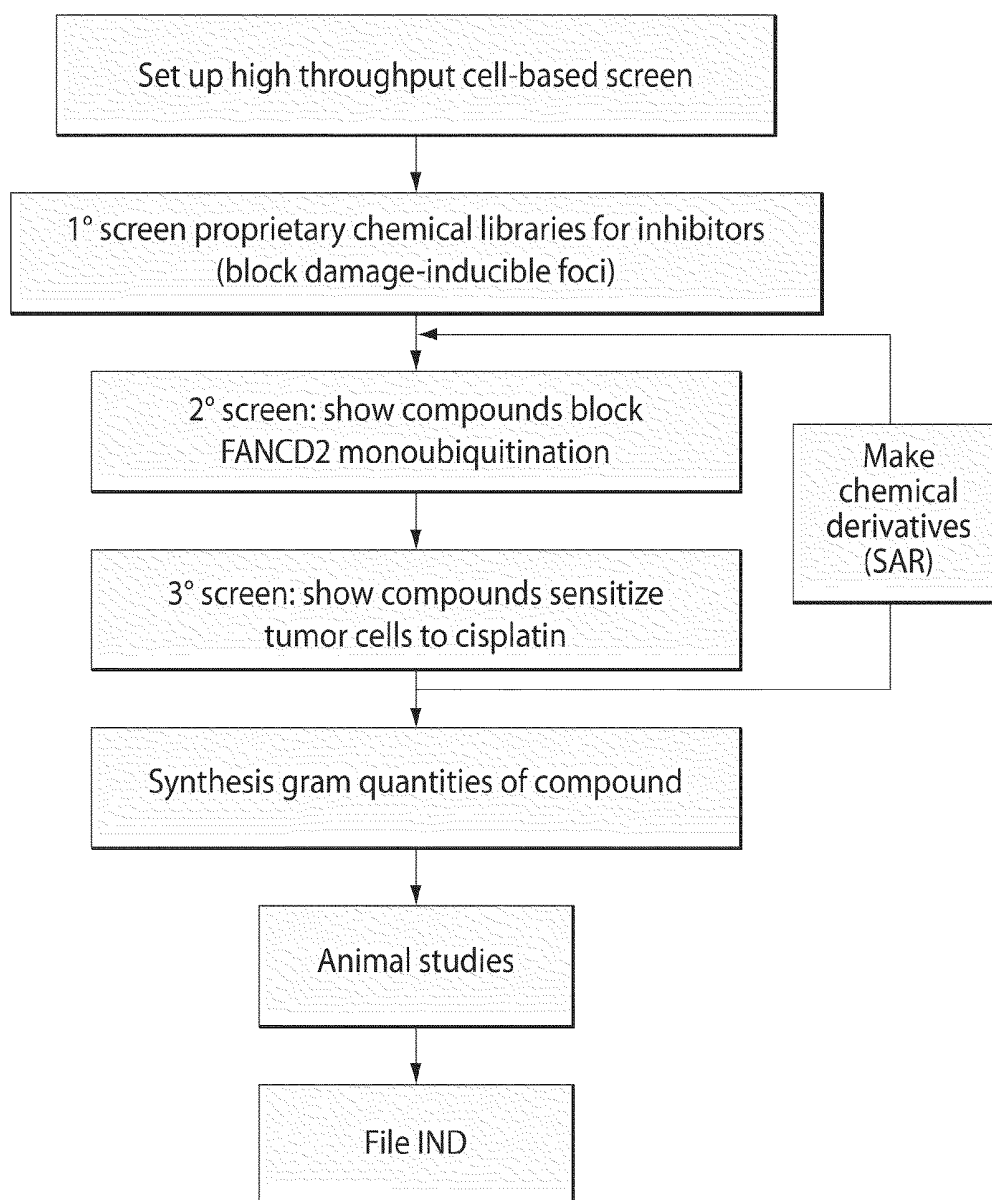 Set up high throughput cell-based screen
1° screen proprietary chemical libraries for inhibitors
(block damage-inducible foci)
2° screen: show compounds block
FANCD2 monoubiquitination
Make
chemical
derivatives
(SAR)
3° screen: show compounds sensitize
tumor cells to cisplatin
Synthesis gram quantities of compound
Animal studies
File IND